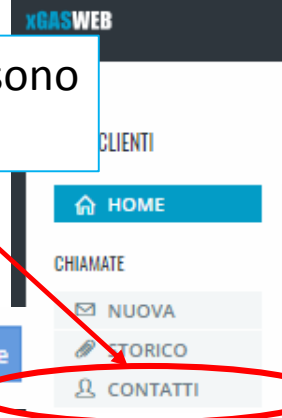 xGASWEB
sono
CLIENTI
HOME
CHIAMATE
NUOVA
STORICO
CONTATTI